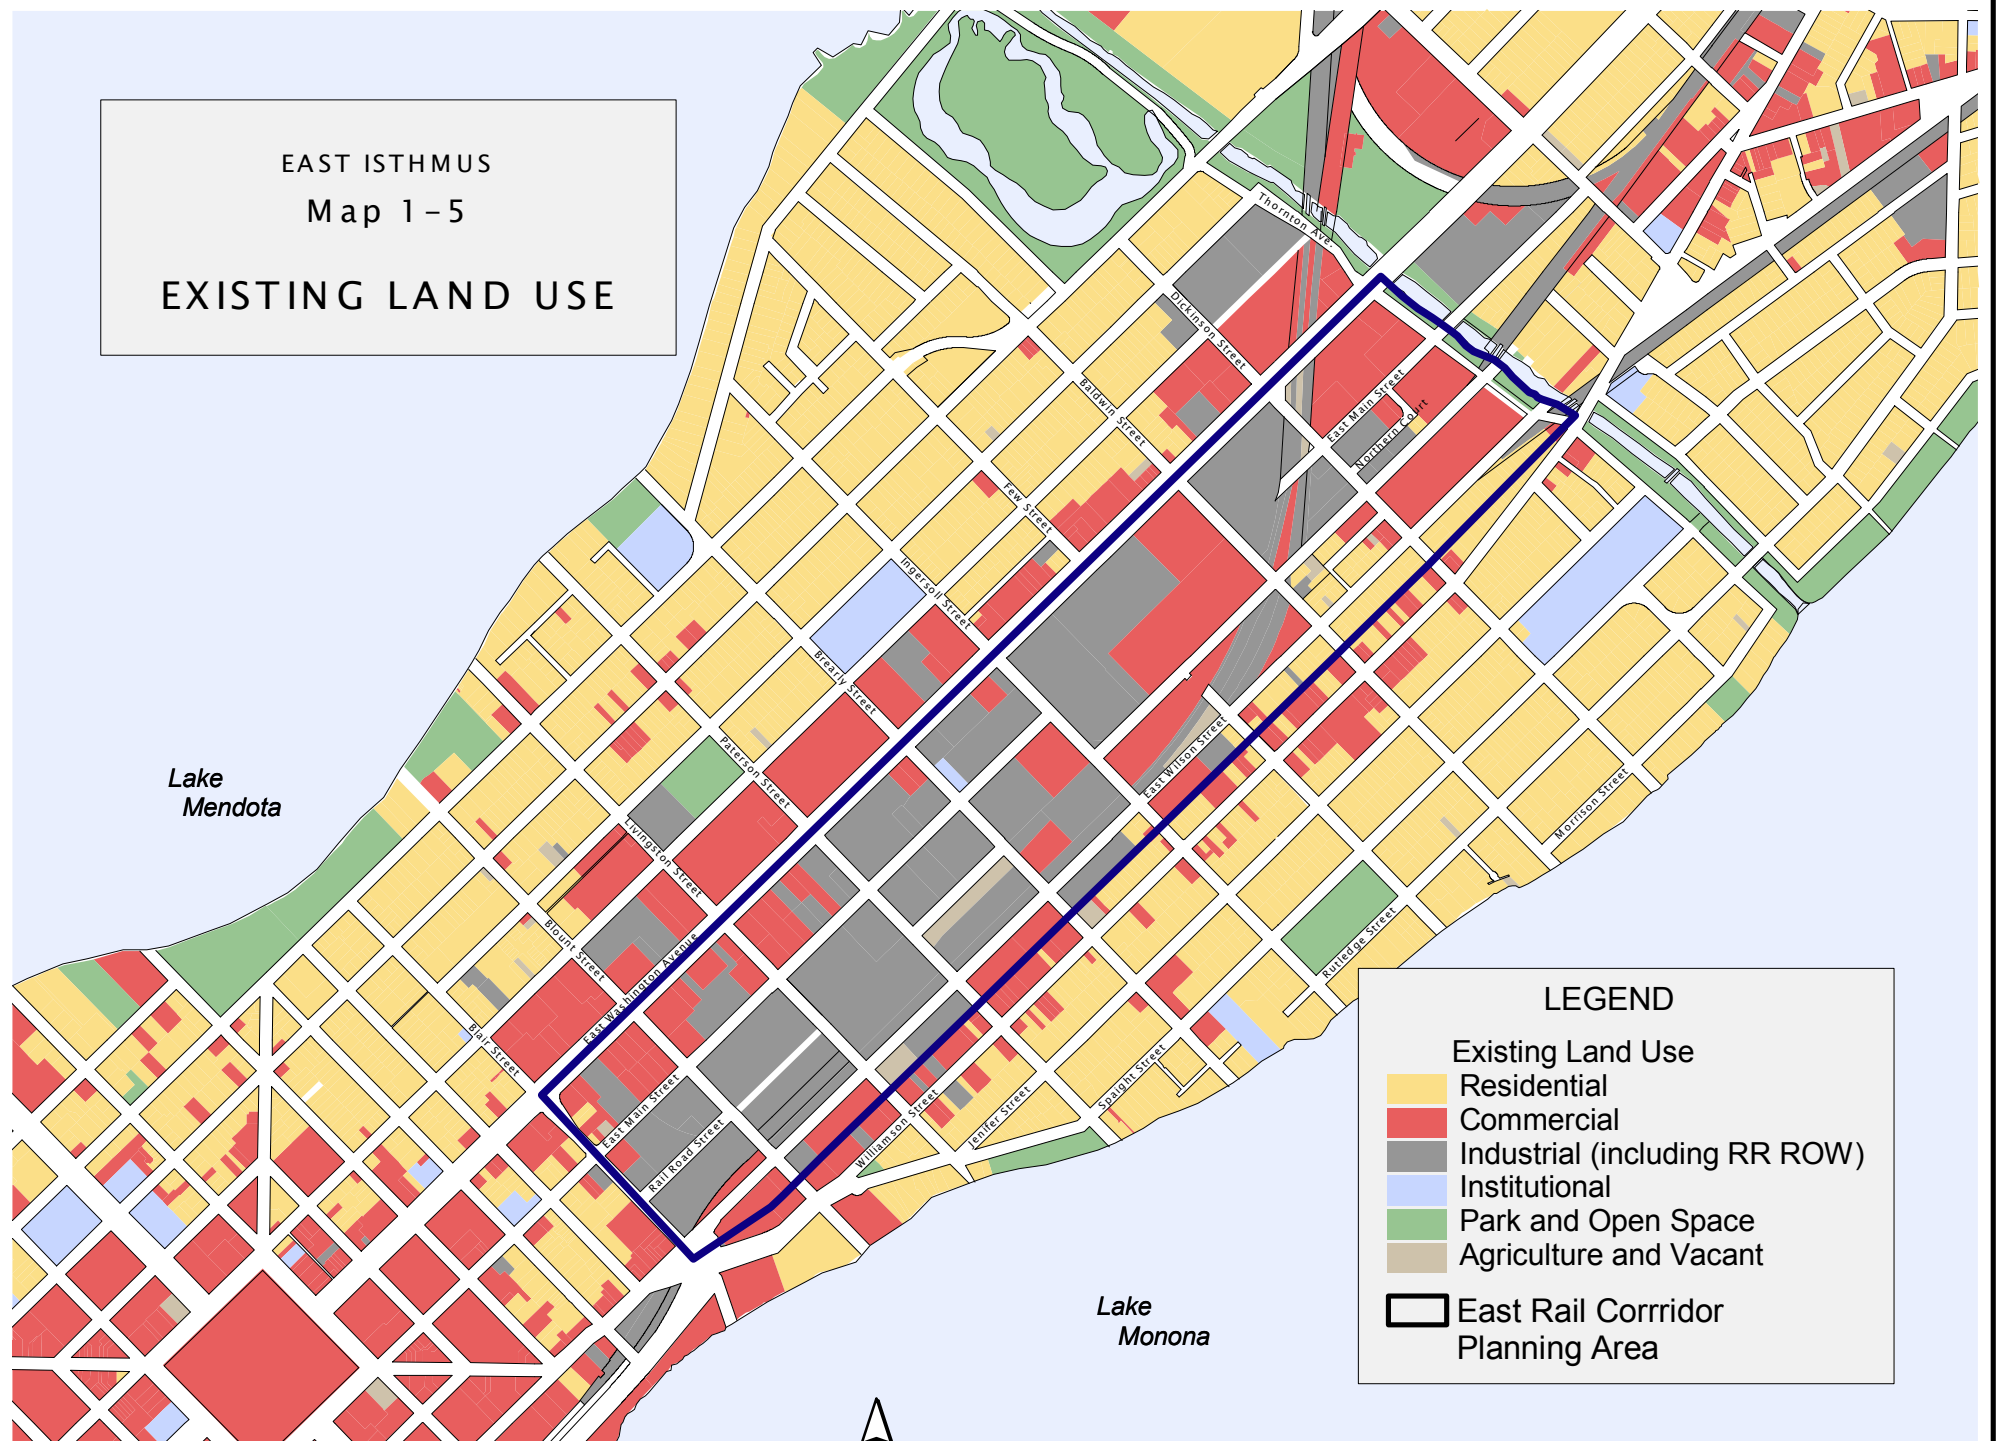 EAST ISTHMUS
Map 1-5
EXISTING LAND USE
Thornton Ave.
Dickinson Street
Baldwin Street
East Main Street
Northern Court
Few Street
Ingersoll Street
Brearly Street
Paterson Street
East Wilson Street
Lake
Mendota
Livingston Street
Morrison Street
Blount Street
East Washington Avenue
Rutledge Street
Blair Street
East Main Street
Rail Road Street
Williamson Street
Jenifer Street
Spaight Street
Lake
Monona
LEGEND
Existing Land Use
Residential
Commercial
Industrial (including RR ROW)
Institutional
Park and Open Space
Agriculture and Vacant
East Rail Corrridor
Planning Area